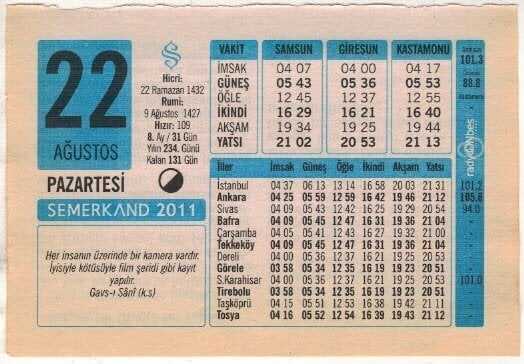 22
AĞUSTOS
PAZARTESİ
Hicri:
22 Ramazan 1432
Rumi:
9 Ağustos 1427
Hızır: 109
8. Ay / 31 Gün
Yılın 234. Günü
Kalan 131 Gün
SEMERKAND 2011
Her insanın üzerinde bir kamera vardır.
İyisiyle kötüsüyle film şeridi gibi kayıt
yapılır.
Gavs-ı Sânî (k.s)
VAKİT SAMSUN GİRESUN KASTAMONU
İMSAK 04 07 04 00 04 17
GÜNEŞ 05 43 05 36 05 53
ÖĞLE 12 45 12 37 12 55
İKİNDİ 16 29 16 21 16 40
AKŞAM 19 34 19 25 19 44
YATSI 21 02 20 53 21 13
İller İmsak Güneş Öğle İkindi Akşam Yatsı
İstanbul 04 37 06 13 13 14 16 58 20 03 21 31
Ankara 04 25 05 59 12 59 16 42 19 46 21 12
Sivas 04 09 05 43 12 43 16 26 19 29 20 54
Bafra 04 09 05 45 12 47 16 31 19 36 21 04
Çarşamba 04 05 05 41 12 43 16 27 19 32 21 00
Tekkeköy 04 09 05 45 12 47 16 31 19 36 21 04
Dereli 04 00 05 36 12 37 16 21 19 25 20 53
Görele 03 58 05 34 12 35 16 19 19 23 20 51
S.Karahisar 04 00 05 35 12 36 16 19 19 23 20 50
Tirebolu 03 58 05 34 12 35 16 19 19 23 20 51
Taşköprü 04 15 05 51 12 53 16 38 19 42 21 11
Tosya 04 16 05 52 12 54 16 38 19 43 21 12
Samsun
101.3
88.8
Kastamonu
radyo
101.2
105.8
94.0
101.0